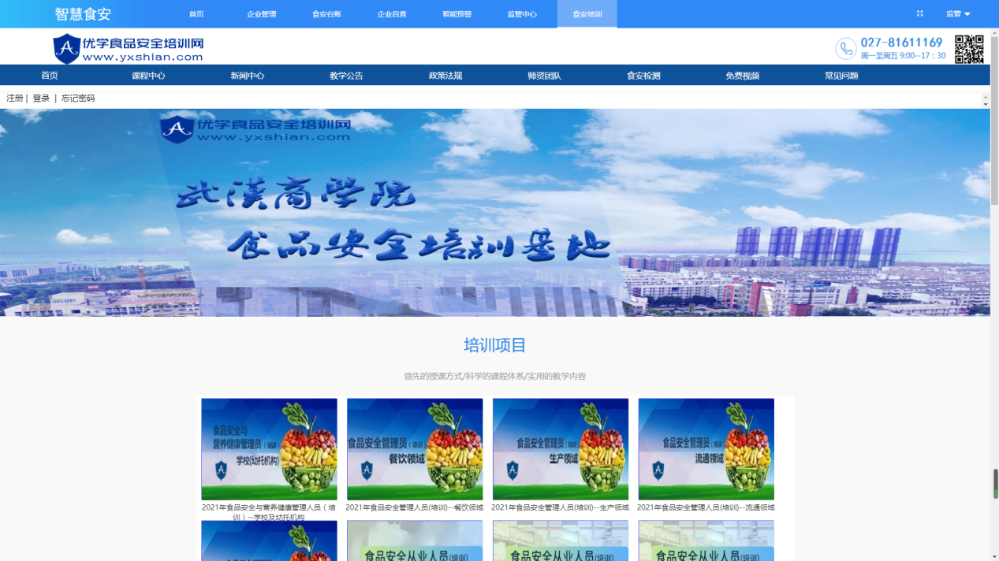 智慧食安 首页 企业管理 食安台账 企业自查 智能预警 监管中心 食安培训 监管
优学食品安全培训网
www.yxshian.com
027-81611169
周一至周五 9:00--17：30
首页 课程中心 新闻中心 教学公告 政策法规 师资团队 食安检测 免费视频 常见问题
注册 | 登录 | 忘记密码
优学食品安全培训网
www.yxshian.com
武漢商学院
食品安全培训基地
培训项目
领先的授课方式/科学的课程体系/实用的教学内容
食品安全与
营养健康管理员（培训）
学校(幼托机构)
食品安全管理员（培训）
餐饮领域
食品安全管理员（培训）
生产领域
食品安全管理员（培训）
流通领域
2021年食品安全与营养健康管理人员（培
训）--学校及幼托机构
2021年食品安全管理人员(培训)--餐饮领域
2021年食品安全管理人员(培训)--生产领域
2021年食品安全管理人员(培训)--流通领域
食品安全从业人员(培训)
食品安全从业人员(培训)
食品安全从业人员(培训)